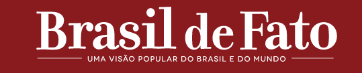 Brasil de Fato
UMA VISÃO POPULAR DO BRASIL E DO MUNDO